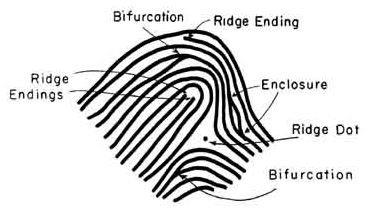 Bifurcation
Ridge Ending
Ridge
Endings
Enclosure
Ridge Dot
Bifurcation